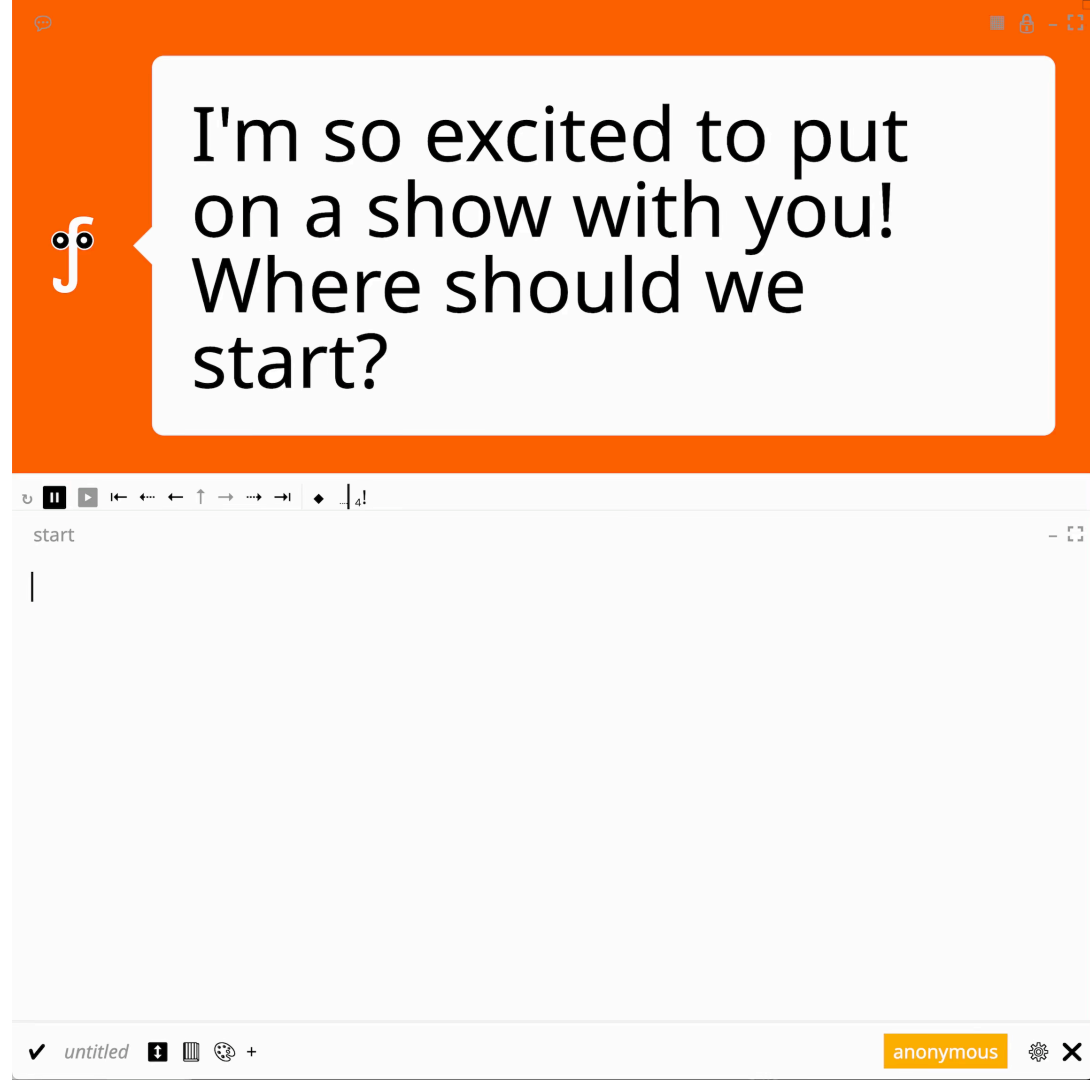 I'm so excited to put
on a show with you!
Where should we
start?
start
untitled
anonymous